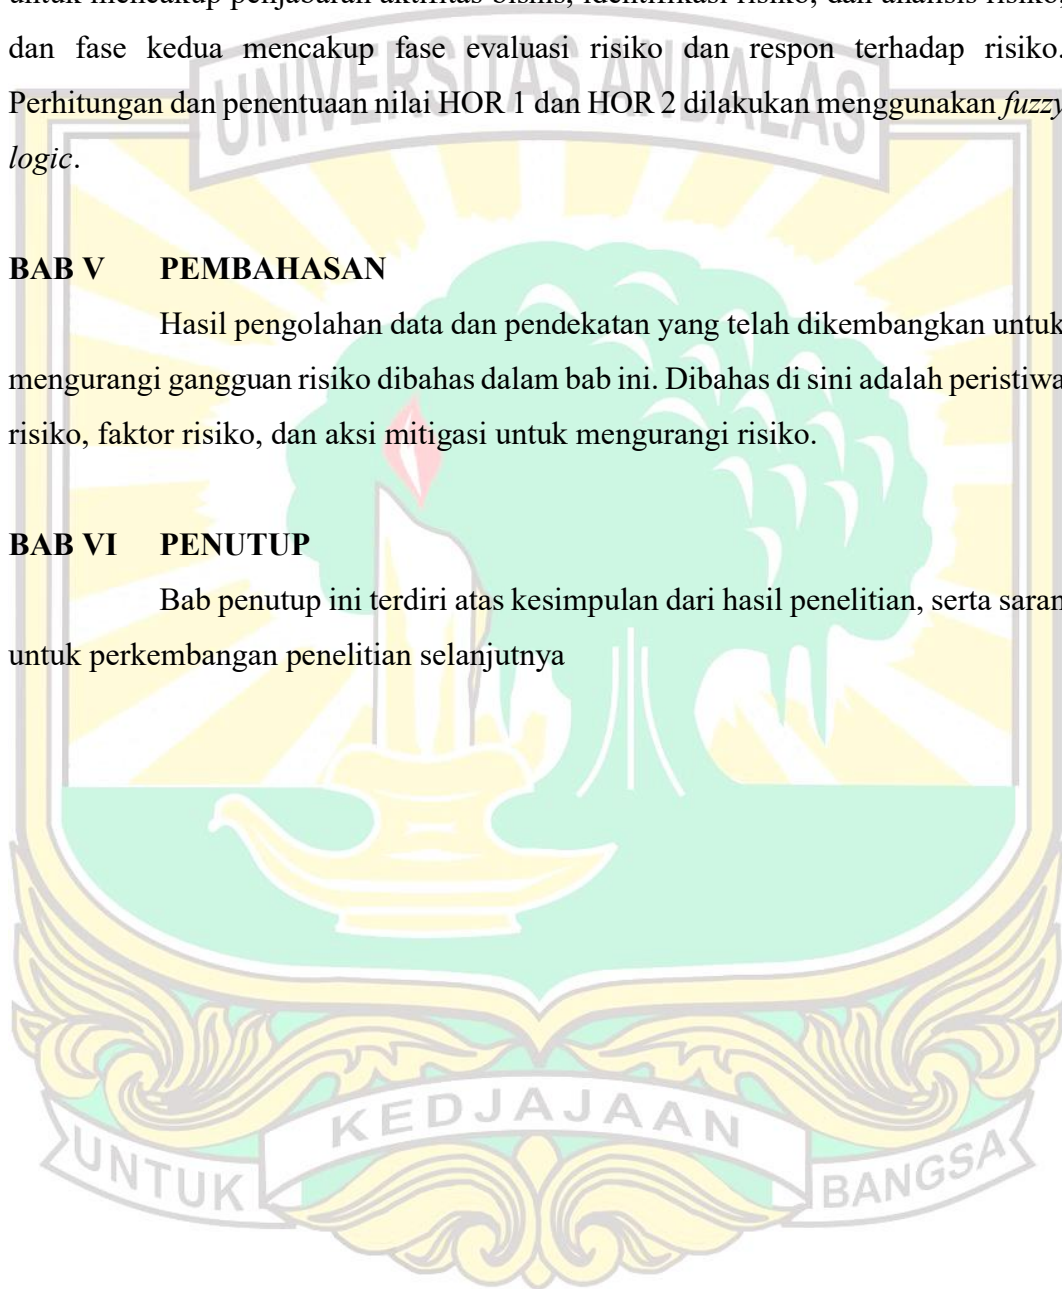 untuk mencakup penjabaran aktifitas bisnis, identifikasi risiko, dan analisis risiko,
dan fase kedua mencakup fase evaluasi risiko dan respon terhadap risiko.
Perhitungan dan penentuaan nilai HOR 1 dan HOR 2 dilakukan menggunakan fuzzy
logic.
UNIVERSITAS ANDALAS
BAB V PEMBAHASAN
Hasil pengolahan data dan pendekatan yang telah dikembangkan untuk
mengurangi gangguan risiko dibahas dalam bab ini. Dibahas di sini adalah peristiwa
risiko, faktor risiko, dan aksi mitigasi untuk mengurangi risiko.
BAB VI PENUTUP
Bab penutup ini terdiri atas kesimpulan dari hasil penelitian, serta saran
untuk perkembangan penelitian selanjutnya
UNTUK KEDJAJAAN BANGSA